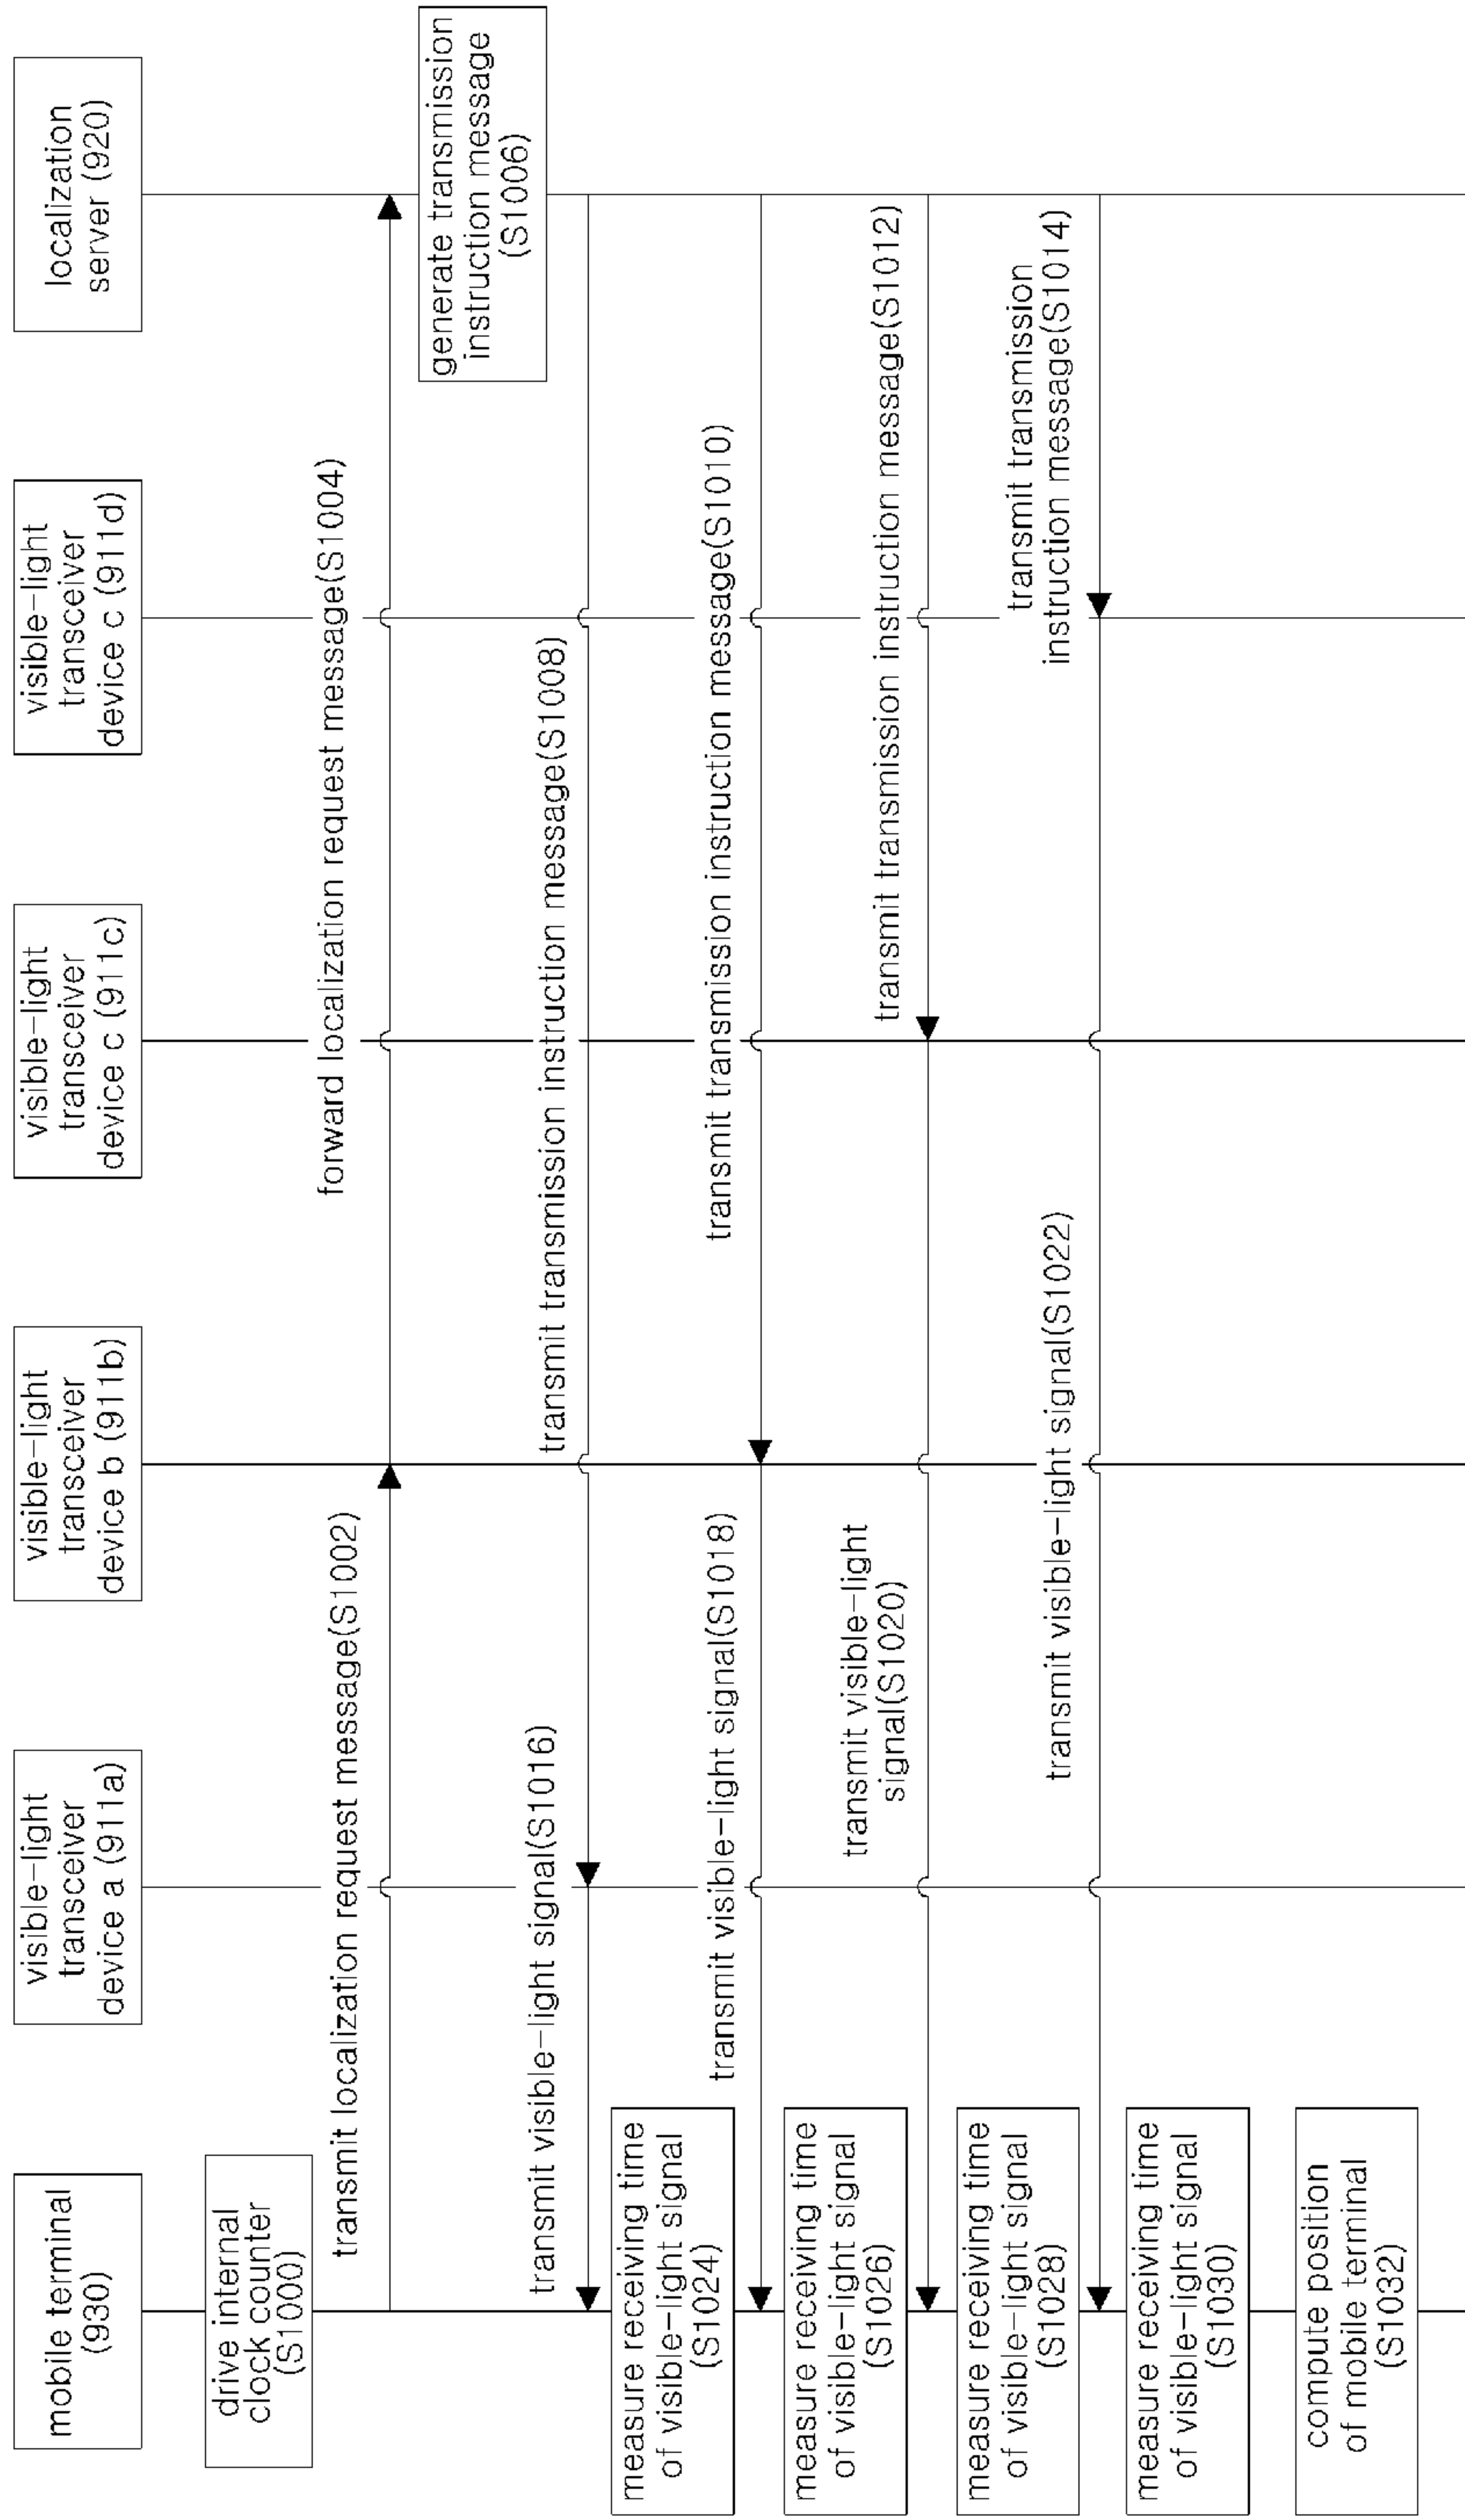 mobile terminal
(930)
visible-light
transceiver
device a (911a)
visible-light
transceiver
device b (911b)
visible-light
transceiver
device c (911c)
visible-light
transceiver
device c (911d)
localization
server (920)
drive internal
clock counter
(S1000)
transmit localization request message(S1002)
forward localization request message(S1004)
generate transmission
instruction message
(S1006)
transmit visible-light signal(S1016)
transmit transmission instruction message(S1008)
measure receiving time
of visible-light signal
(S1024)
transmit visible-light signal(S1018)
transmit transmission instruction message(S1010)
measure receiving time
of visible-light signal
(S1026)
transmit visible-light
signal(S1020)
transmit transmission instruction message(S1012)
measure receiving time
of visible-light signal
(S1028)
transmit visible-light signal(S1022)
transmit transmission
instruction message(S1014)
measure receiving time
of visible-light signal
(S1030)
compute position
of mobile terminal
(S1032)